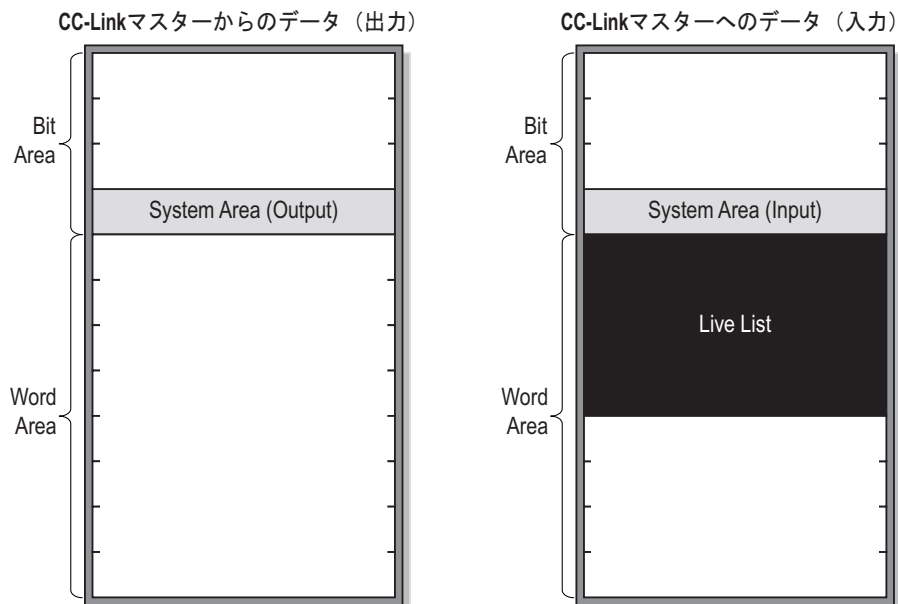 CC-Linkマスターからのデータ（出力）
Bit
Area
System Area (Output)
Word
Area
CC-Linkマスターへのデータ（入力）
Bit
Area
System Area (Input)
Live List
Word
Area